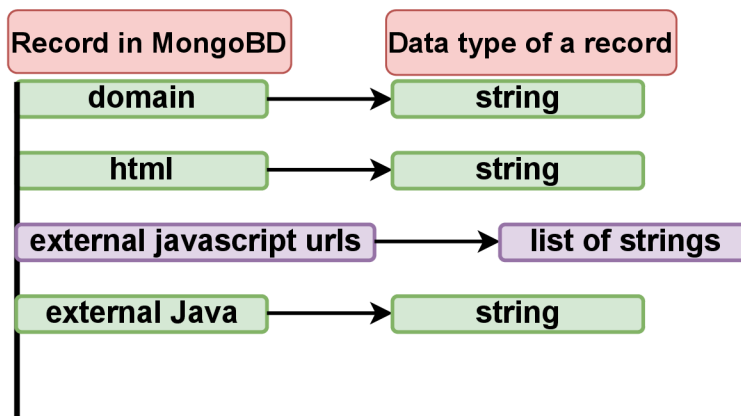 Record in MongoBD
Data type of a record
domain
string
html
string
external javascript urls
list of strings
external Java
string